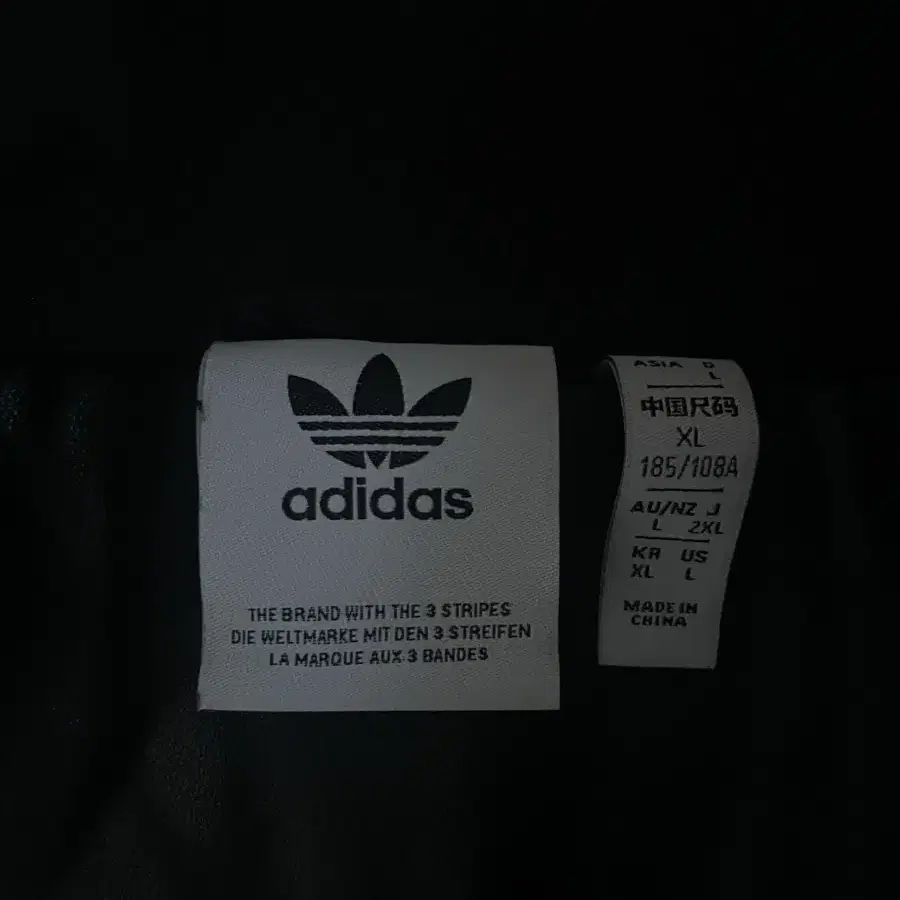 adidas
THE BRAND WITH THE 3 STRIPES
DIE WELTMARKE MIT DEN 3 STREIFEN
LA MARQUE AUX 3 BANDES
ASIA D
L
中国尺码
XL
185/108A
AU/NZ J
L 2XL
KR US
XL L
MADE IN
CHINA